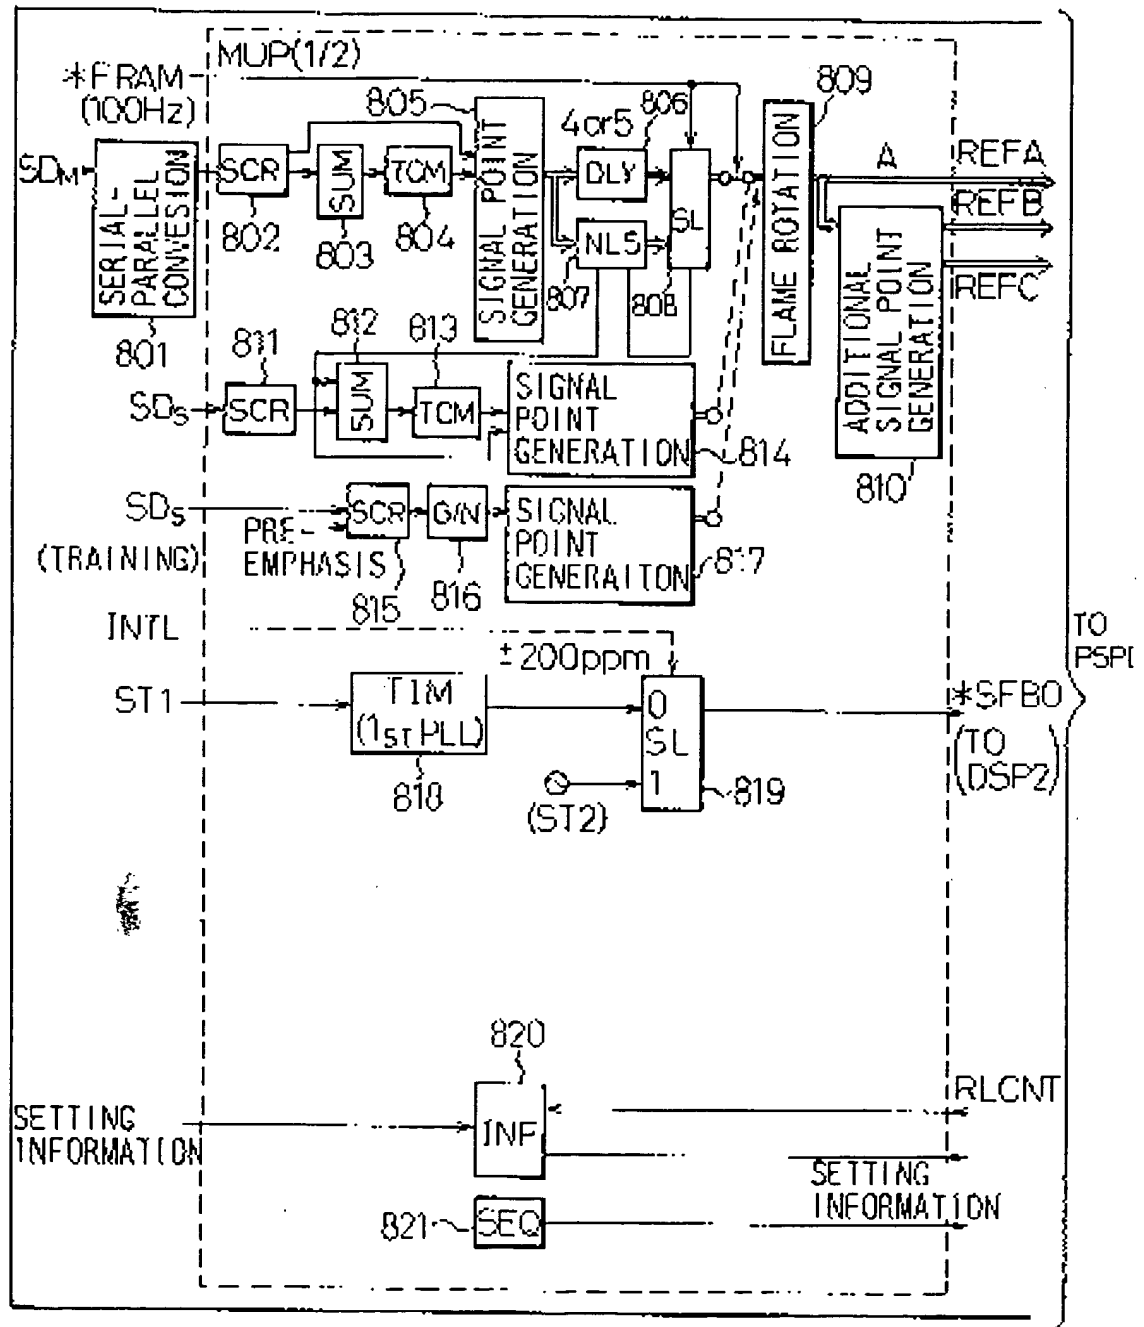 MUP(1/2)
*FRAM
(100Hz)
SDM
SERIAL-
PARALLEL
CONVESION
801
SCR
802
SUM
803
TCM
804
805
SIGNAL POINT
GENERATION
4or5
806
DLY
NLS
807
SL
808
809
FLAME ROTATION
A
REFA
REFB
REFC
ADDITIONAL
SIGNAL POINT
GENERATION
810
811
SDS
SCR
812
SUM
813
TCM
SIGNAL
POINT
GENERATION
814
SDS
(TRAINING)
PRE-
EMPHASIS
SCR
815
G/N
816
SIGNAL
POINT
GENERAITON
817
INTL
±200ppm
ST1
TIM
(1ST PLL)
818
0
SL
1
819
(ST2)
*SFBO
(TO
DSP2)
TO
820
SETTING
INFORMATION
INF
RLCNT
SETTING
INFORMATION
821
SEQ